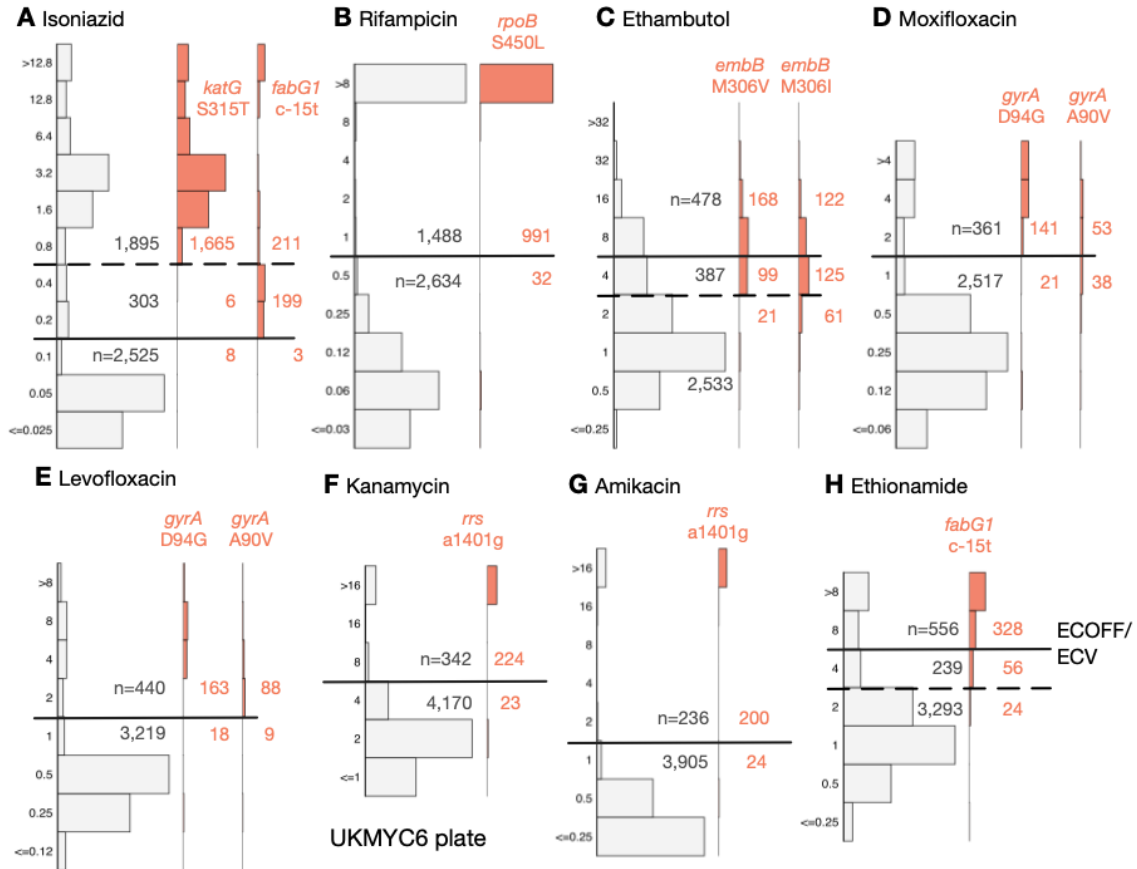 A Isoniazid
>12.8
12.8
6.4
3.2
1.6
0.8
0.4
0.2
0.1
0.05
<=0.025
katG
S315T
fabG1
c-15t
1,895 1,665 211
303 6 199
n=2,525 8 3
B Rifampicin
rpoB
S450L
>8
8
4
2
1
0.5
0.25
0.12
0.06
<=0.03
1,488 991
n=2,634 32
C Ethambutol
embB
M306V
embB
M306I
>32
32
16
8
4
2
1
0.5
<=0.25
n=478 168 122
387 99 125
21 61
2,533
D Moxifloxacin
gyrA
D94G
gyrA
A90V
>4
4
2
1
0.5
0.25
0.12
<=0.06
n=361 141 53
2,517 21 38
E Levofloxacin
gyrA
D94G
gyrA
A90V
>8
8
4
2
1
0.5
0.25
<=0.12
n=440 163 88
3,219 18 9
F Kanamycin
rrs
a1401g
>16
16
8
4
2
<=1
n=342 224
4,170 23
UKMYC6 plate
G Amikacin
rrs
a1401g
>16
16
8
4
2
1
0.5
<=0.25
n=236 200
3,905 24
H Ethionamide
fabG1
c-15t
>8
8
4
2
1
0.5
<=0.25
n=556 328
239 56
3,293 24
ECOFF/
ECV